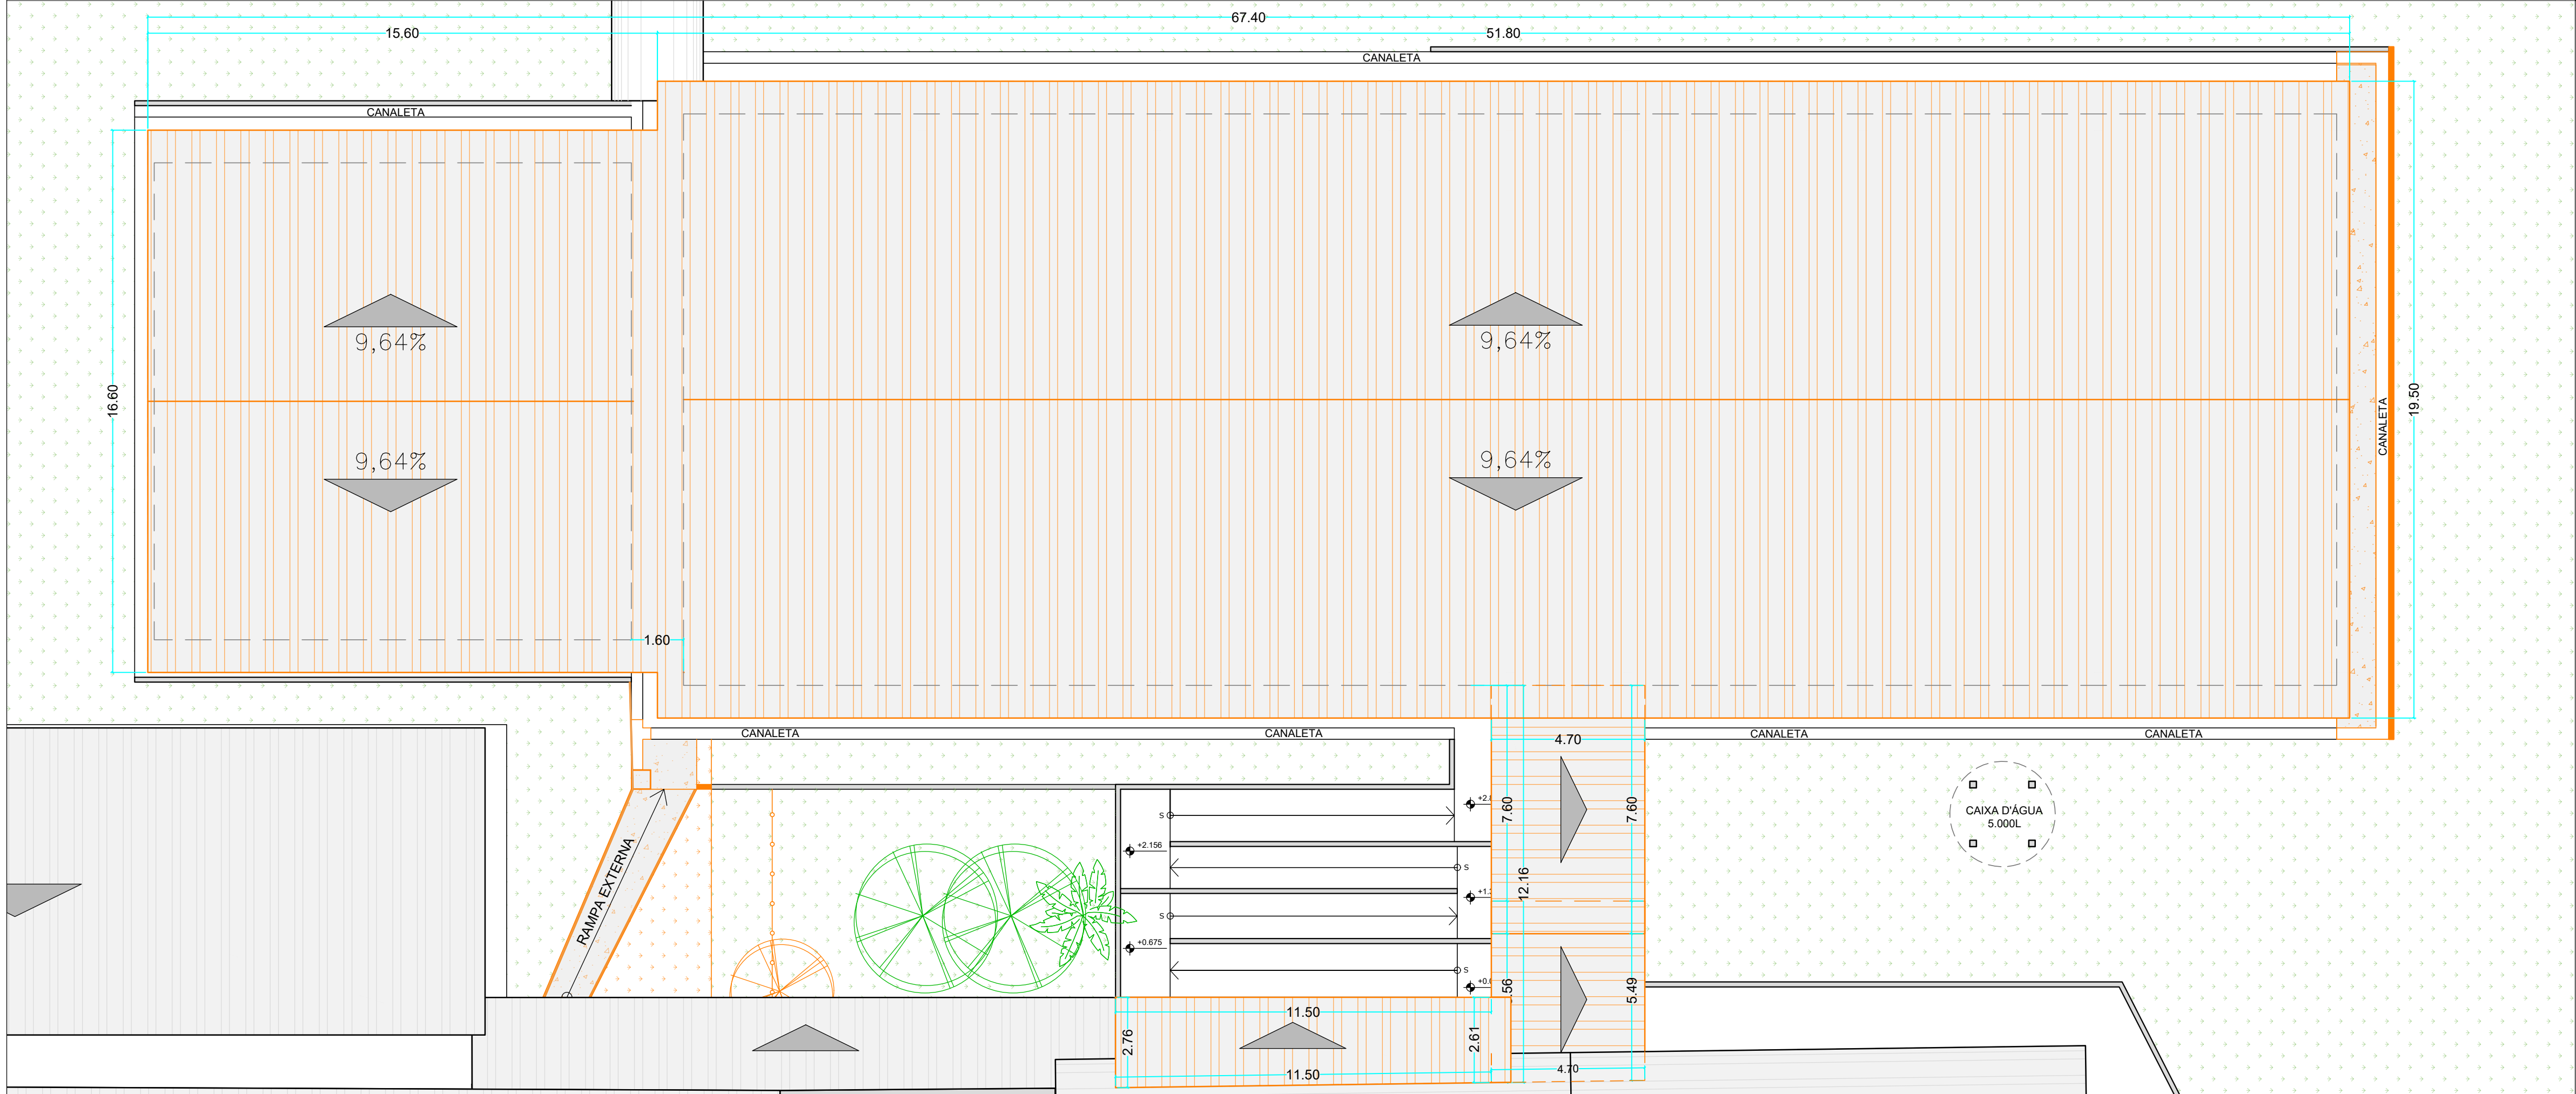 67.40
15.60
51.80
CANALETA
CANALETA
9,64%
9,64%
16.60
19.50
CANALETA
9,64%
9,64%
1.60
CANALETA
CANALETA
4.70
CANALETA
CANALETA
7.60
7.60
CAIXA D'ÁGUA
5.000L
S
+2.156
S
RAMPA EXTERNA
12.16
S
+0.675
S
5.49
11.50
2.76
2.61
11.50
4.70